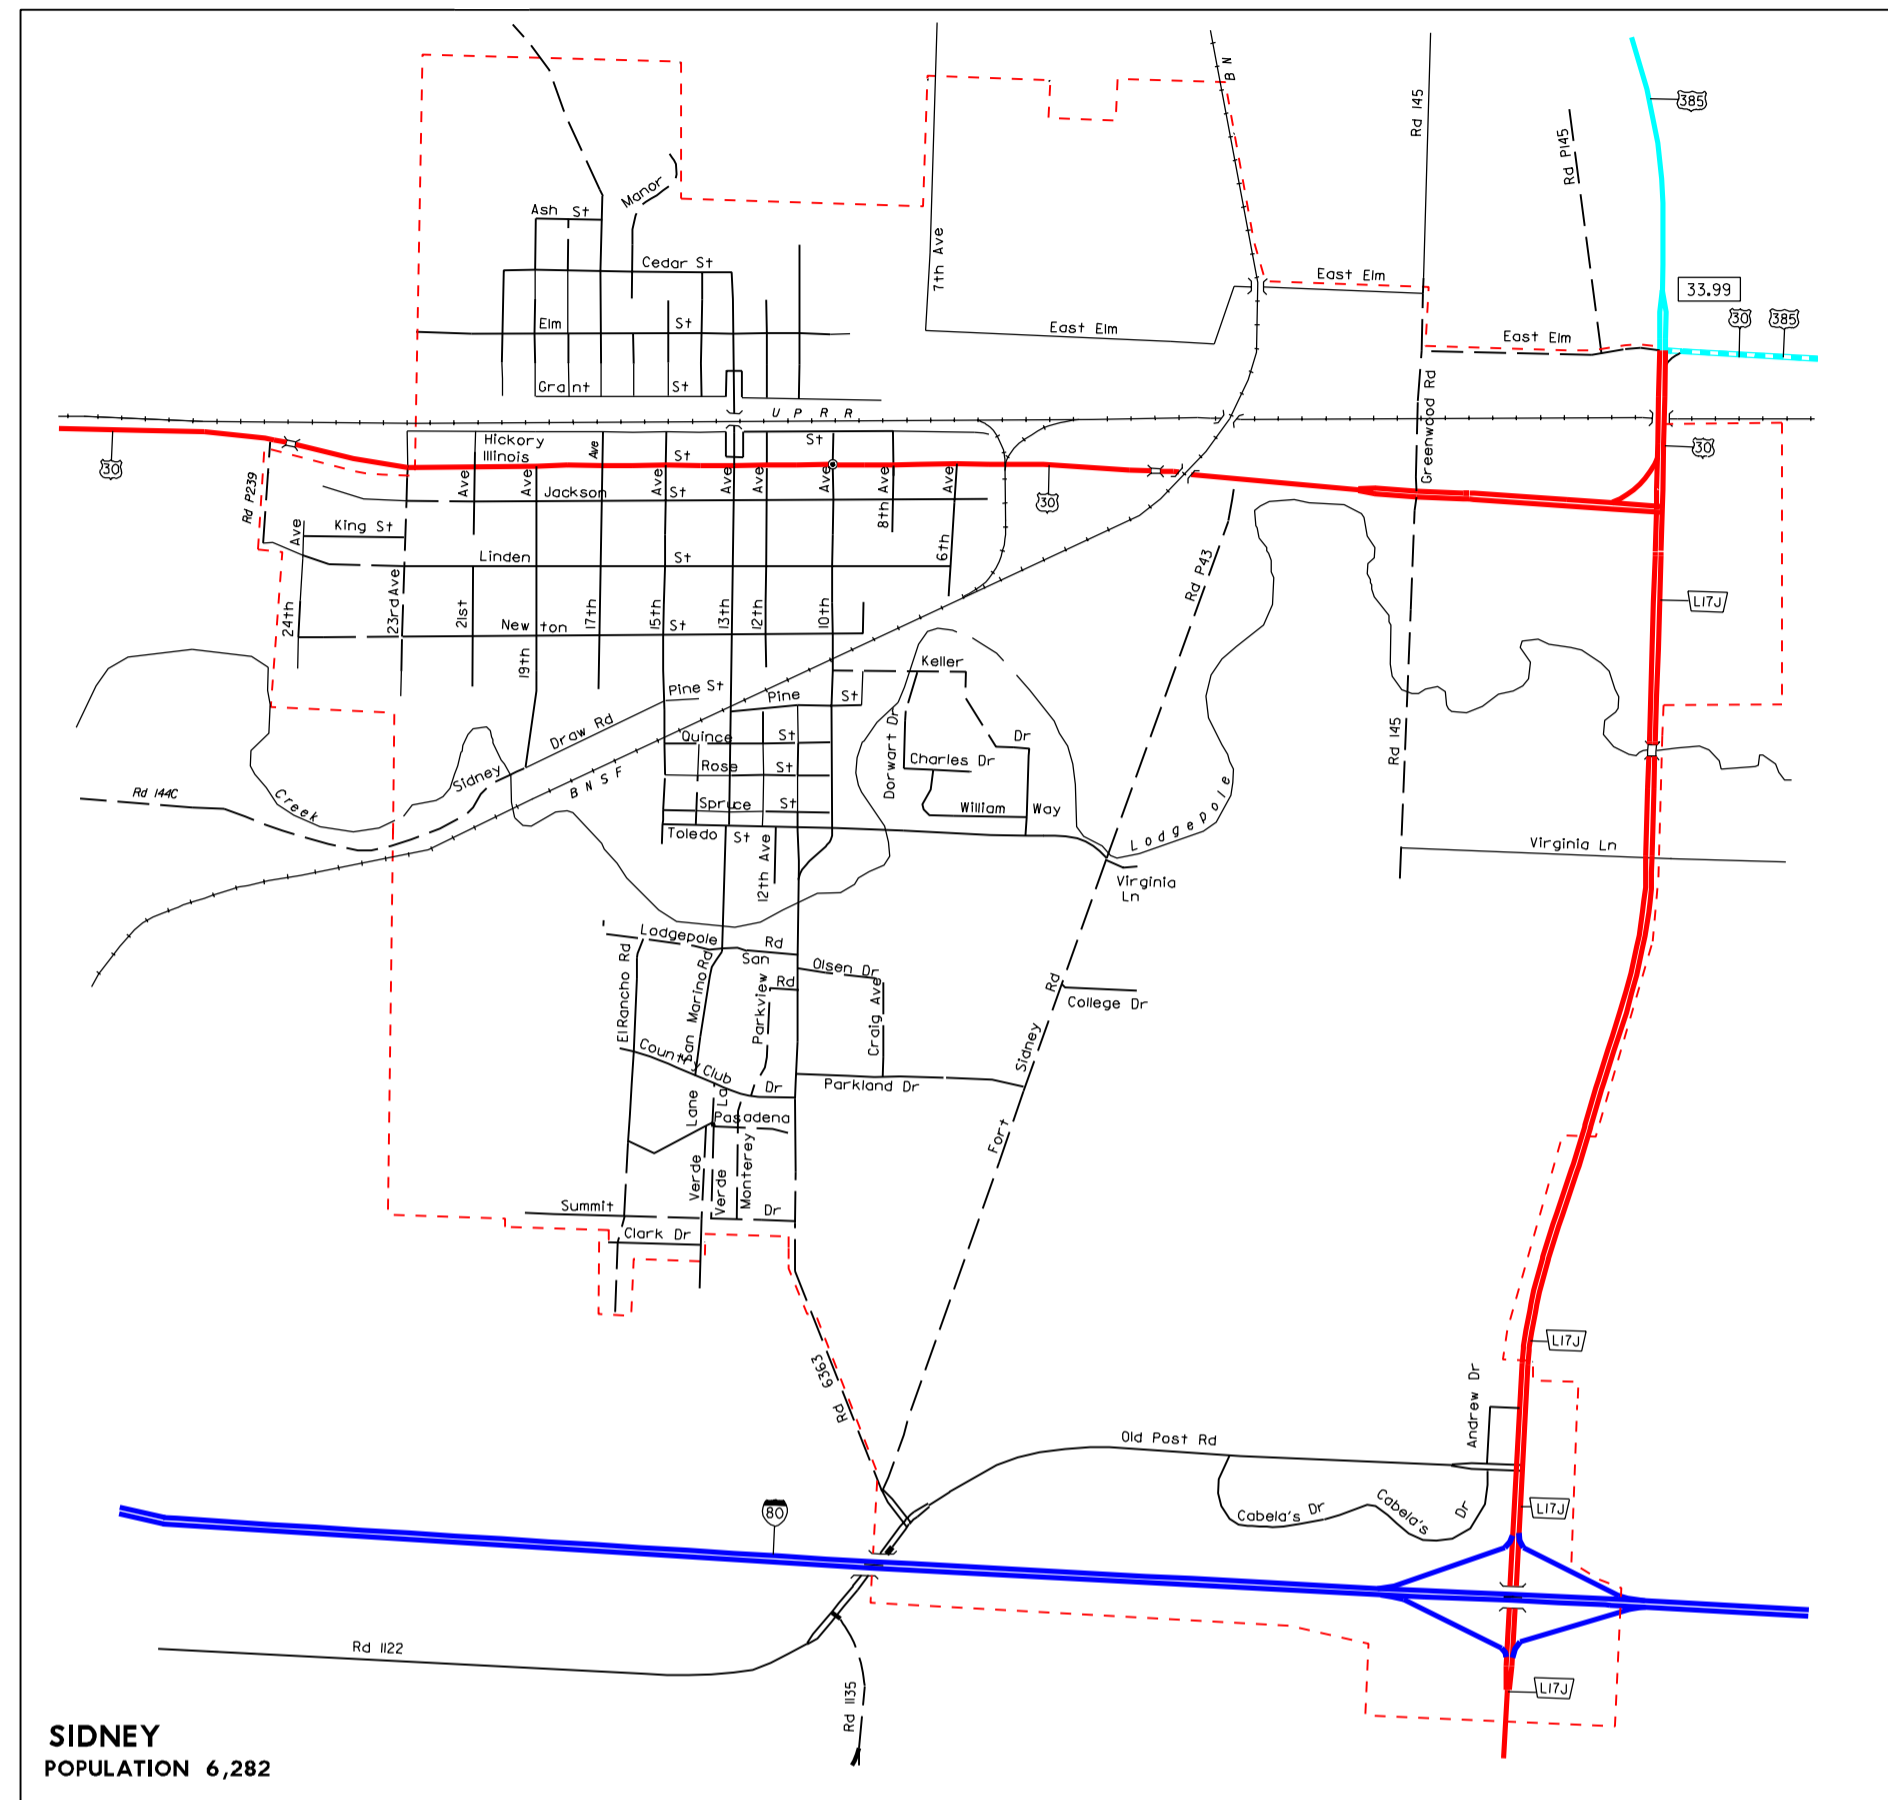 BN
Rd 145
385
Rd P145
Manor
Ash St
7th Ave
Cedar St
East Elm
33.99
30
385
Elm St
East Elm
East Elm
Grant St
U P R R
Greenwood Rd
Hickory St
Illinois St
Ave
30
30
30
Rd P239
Ave
Ave
Ave
Ave
Ave
Ave
8th Ave
Ave
Jackson St
King St
Ave
Linden St
6th
Rd P43
L17J
24th
23rd Ave
21st
17th
15th
13th
12th
10th
Newton St
19th
Keller Dr
Pine St
Pine St
Draw Rd
Sidney
Quince St
Dorwart Dr
Charles Dr
Rose St
BNSF
Rd 145
Rd 144C
Creek
Spruce St
William Way
Lodgepole
Toledo St
12th Ave
Virginia Ln
Virginia
Ln
Lodgepole Rd
El Rancho Rd
San Marino Rd
San
Rd
Parkview
Olsen Dr
Craig Ave
Rd
College Dr
Country Club Dr
Sidney
Parkland Dr
Lane
La
Pasadena
Fort
Verde
Verde
Monterey
Summit Dr
Clark Dr
Rd 6363
L17J
Andrew Dr
Old Post Rd
Cabela's Dr
Cabela's Dr
L17J
80
Rd 1122
Rd 1135
L17J
SIDNEY
POPULATION 6,282